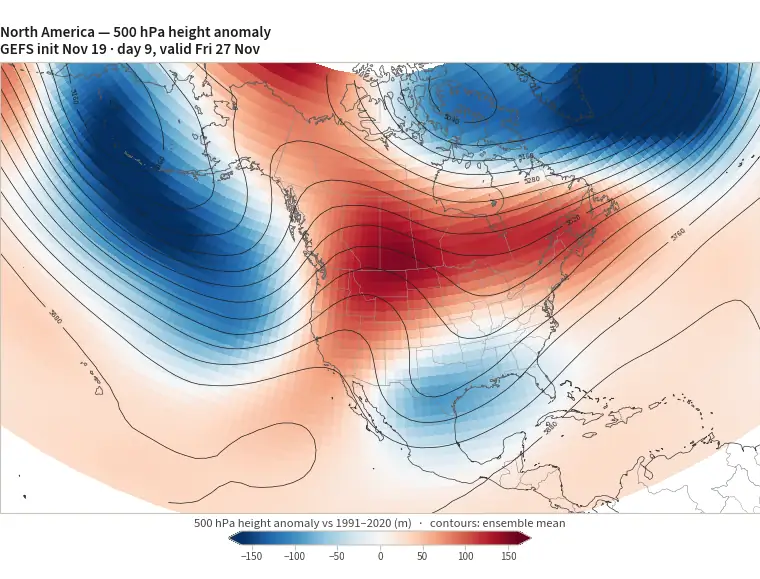 North America — 500 hPa height anomaly
GEFS init Nov 19 · day 9, valid Fri 27 Nov
5280
5760
500 hPa height anomaly vs 1991–2020 (m) · contours: ensemble mean
−150 −100 −50 0 50 100 150